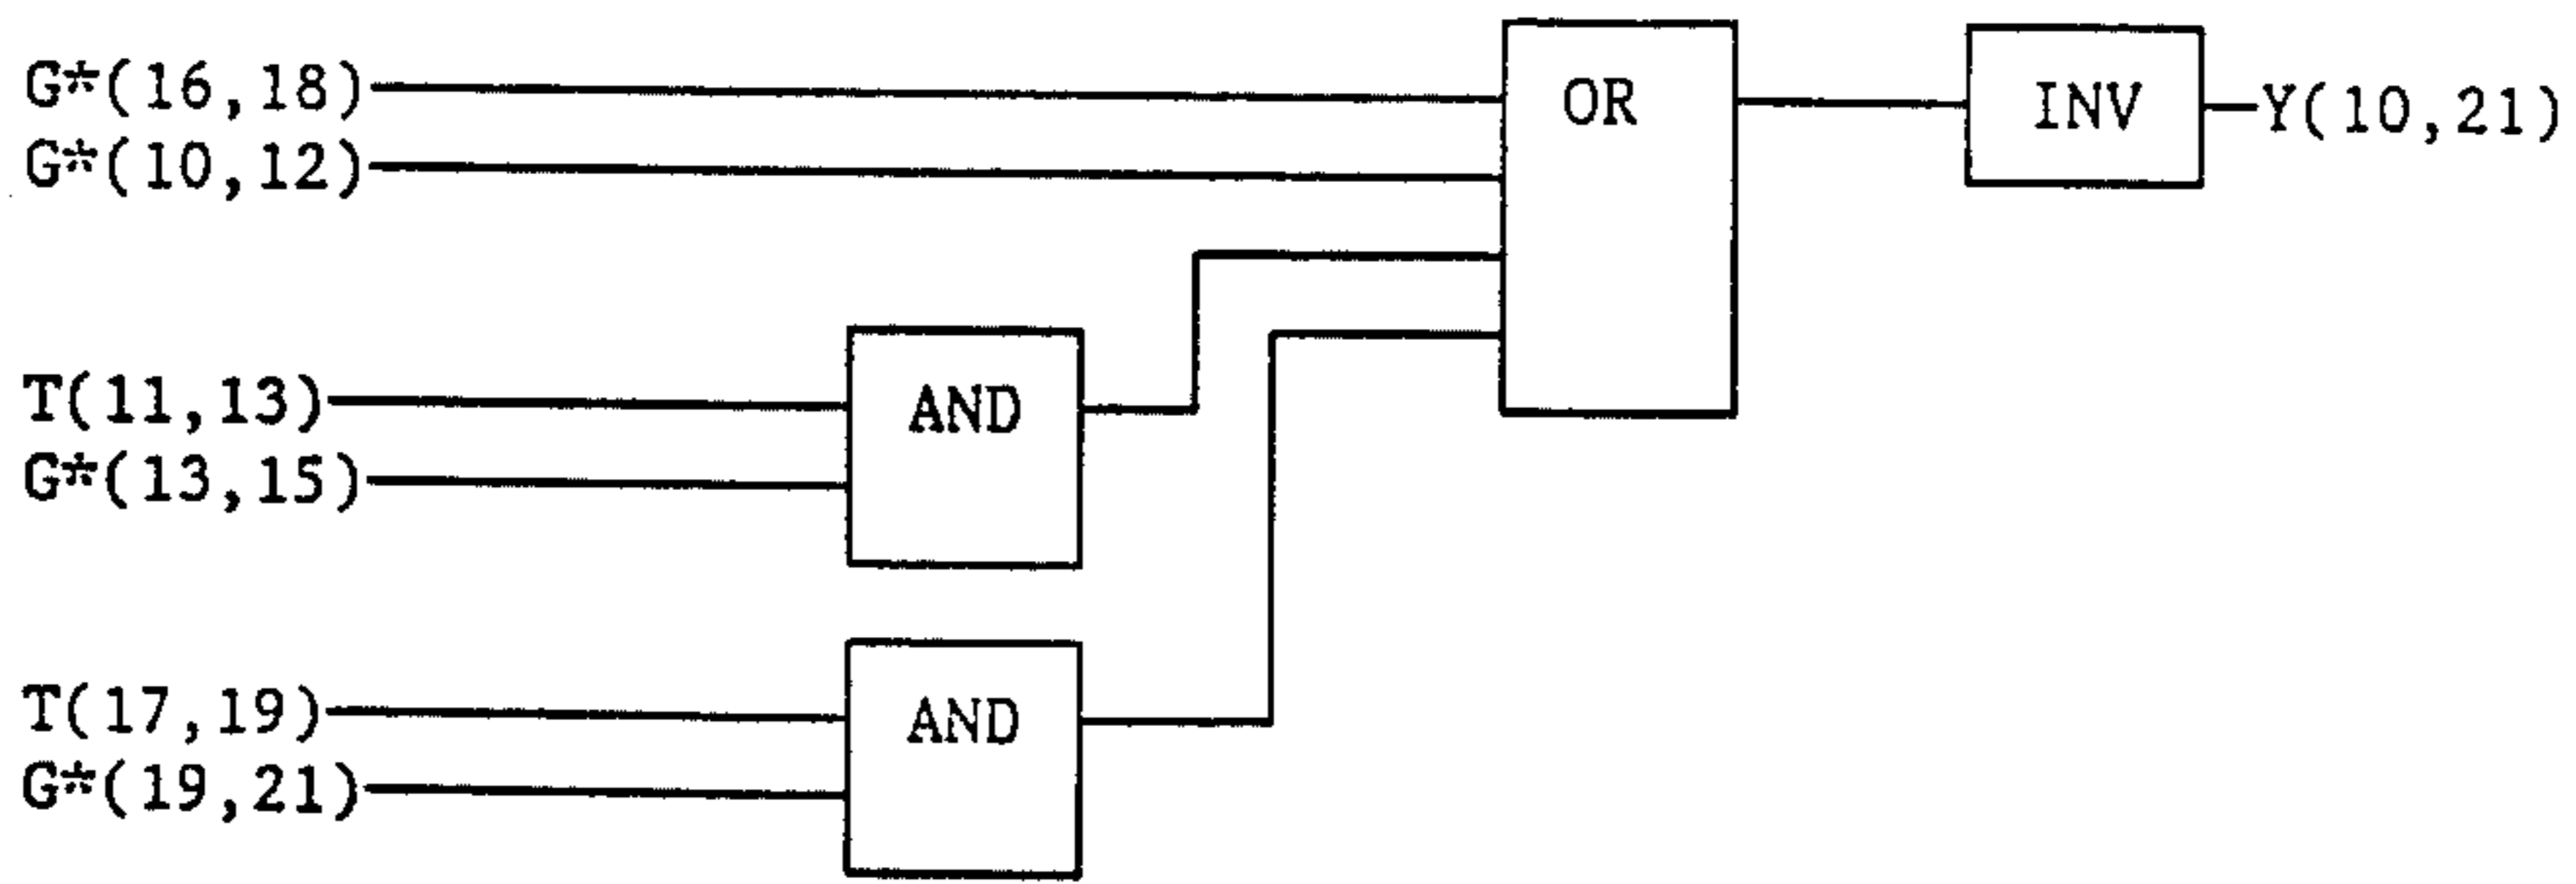 G*(16,18)
OR
INV
Y(10,21)
G*(10,12)
T(11,13)
AND
G*(13,15)
T(17,19)
AND
G*(19,21)